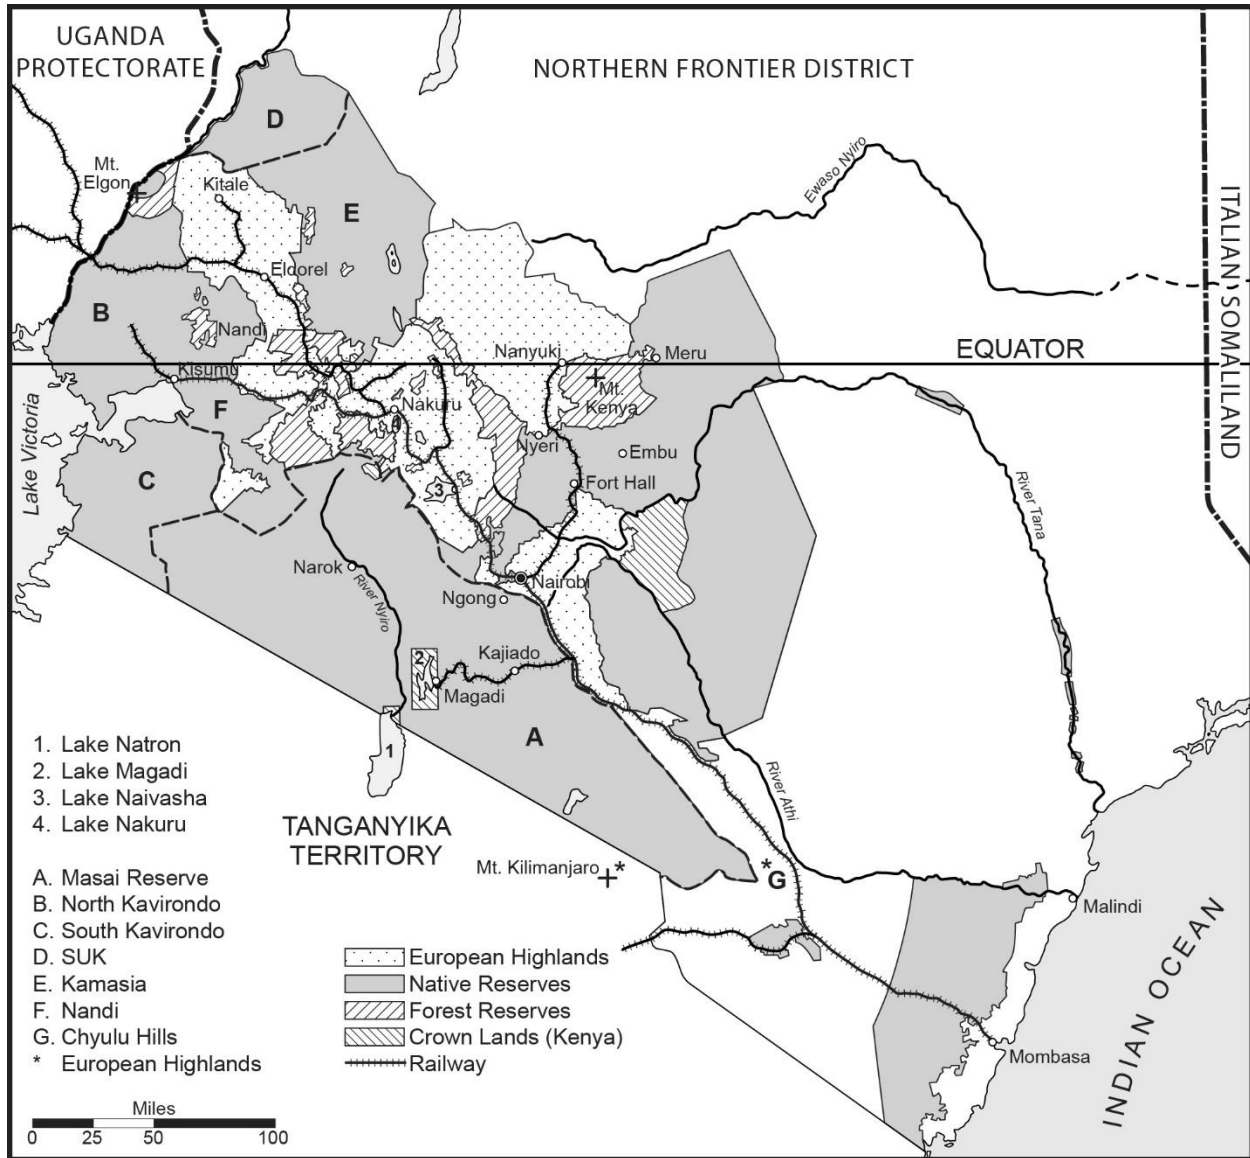 UGANDA
PROTECTORATE
NORTHERN FRONTIER DISTRICT
ITALIAN SOMALILAND
D
Mt.
Elgon
Kitale
Ewaso Nyiro
E
Eldorel
B
Nandi
Nanyuki
Meru
EQUATOR
Kisumu
Mt.
Kenya
Lake Victoria
F
Nakuru
4
Nyeri
Embu
C
3
Fort Hall
River Tana
Narok
River Nyiro
Nairobi
Ngong
2
Kajiado
Magadi
A
1
River Athi
1. Lake Natron
2. Lake Magadi
3. Lake Naivasha
4. Lake Nakuru
TANGANYIKA
TERRITORY
Mt. Kilimanjaro
*
*
G
A. Masai Reserve
B. North Kavirondo
C. South Kavirondo
D. SUK
E. Kamasia
F. Nandi
G. Chyulu Hills
* European Highlands
European Highlands
Native Reserves
Forest Reserves
Crown Lands (Kenya)
Railway
Malindi
Mombasa
INDIAN OCEAN
Miles
0 25 50 100